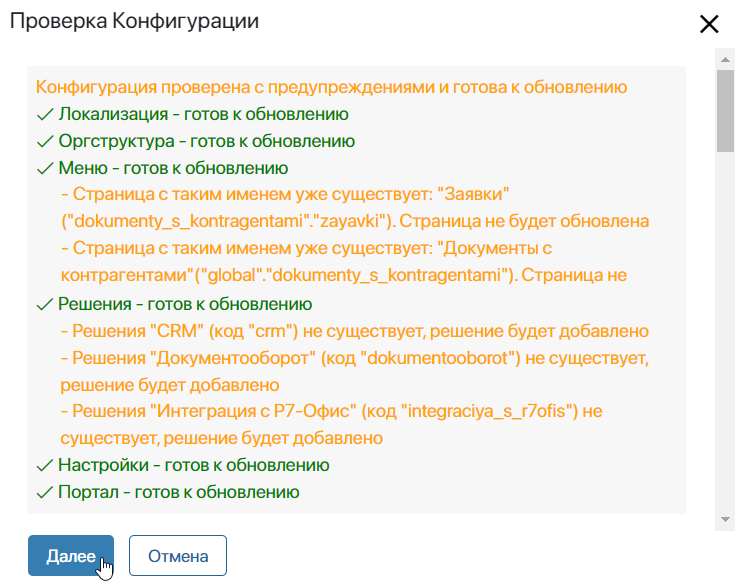 Проверка Конфигурации
Конфигурация проверена с предупреждениями и готова к обновлению
Локализация - готов к обновлению
Оргструктура - готов к обновлению
Меню - готов к обновлению
- Страница с таким именем уже существует: "Заявки"
("dokumenty_s_kontragentami"."zayavki"). Страница не будет обновлена
- Страница с таким именем уже существует: "Документы с
контрагентами"("global"."dokumenty_s_kontragentami"). Страница не
Решения - готов к обновлению
- Решения "CRM" (код "crm") не существует, решение будет добавлено
- Решения "Документооборот" (код "dokumentooborot") не существует,
решение будет добавлено
- Решения "Интеграция с Р7-Офис" (код "integraciya_s_r7ofis") не
существует, решение будет добавлено
Настройки - готов к обновлению
Портал - готов к обновлению
Далее Отмена